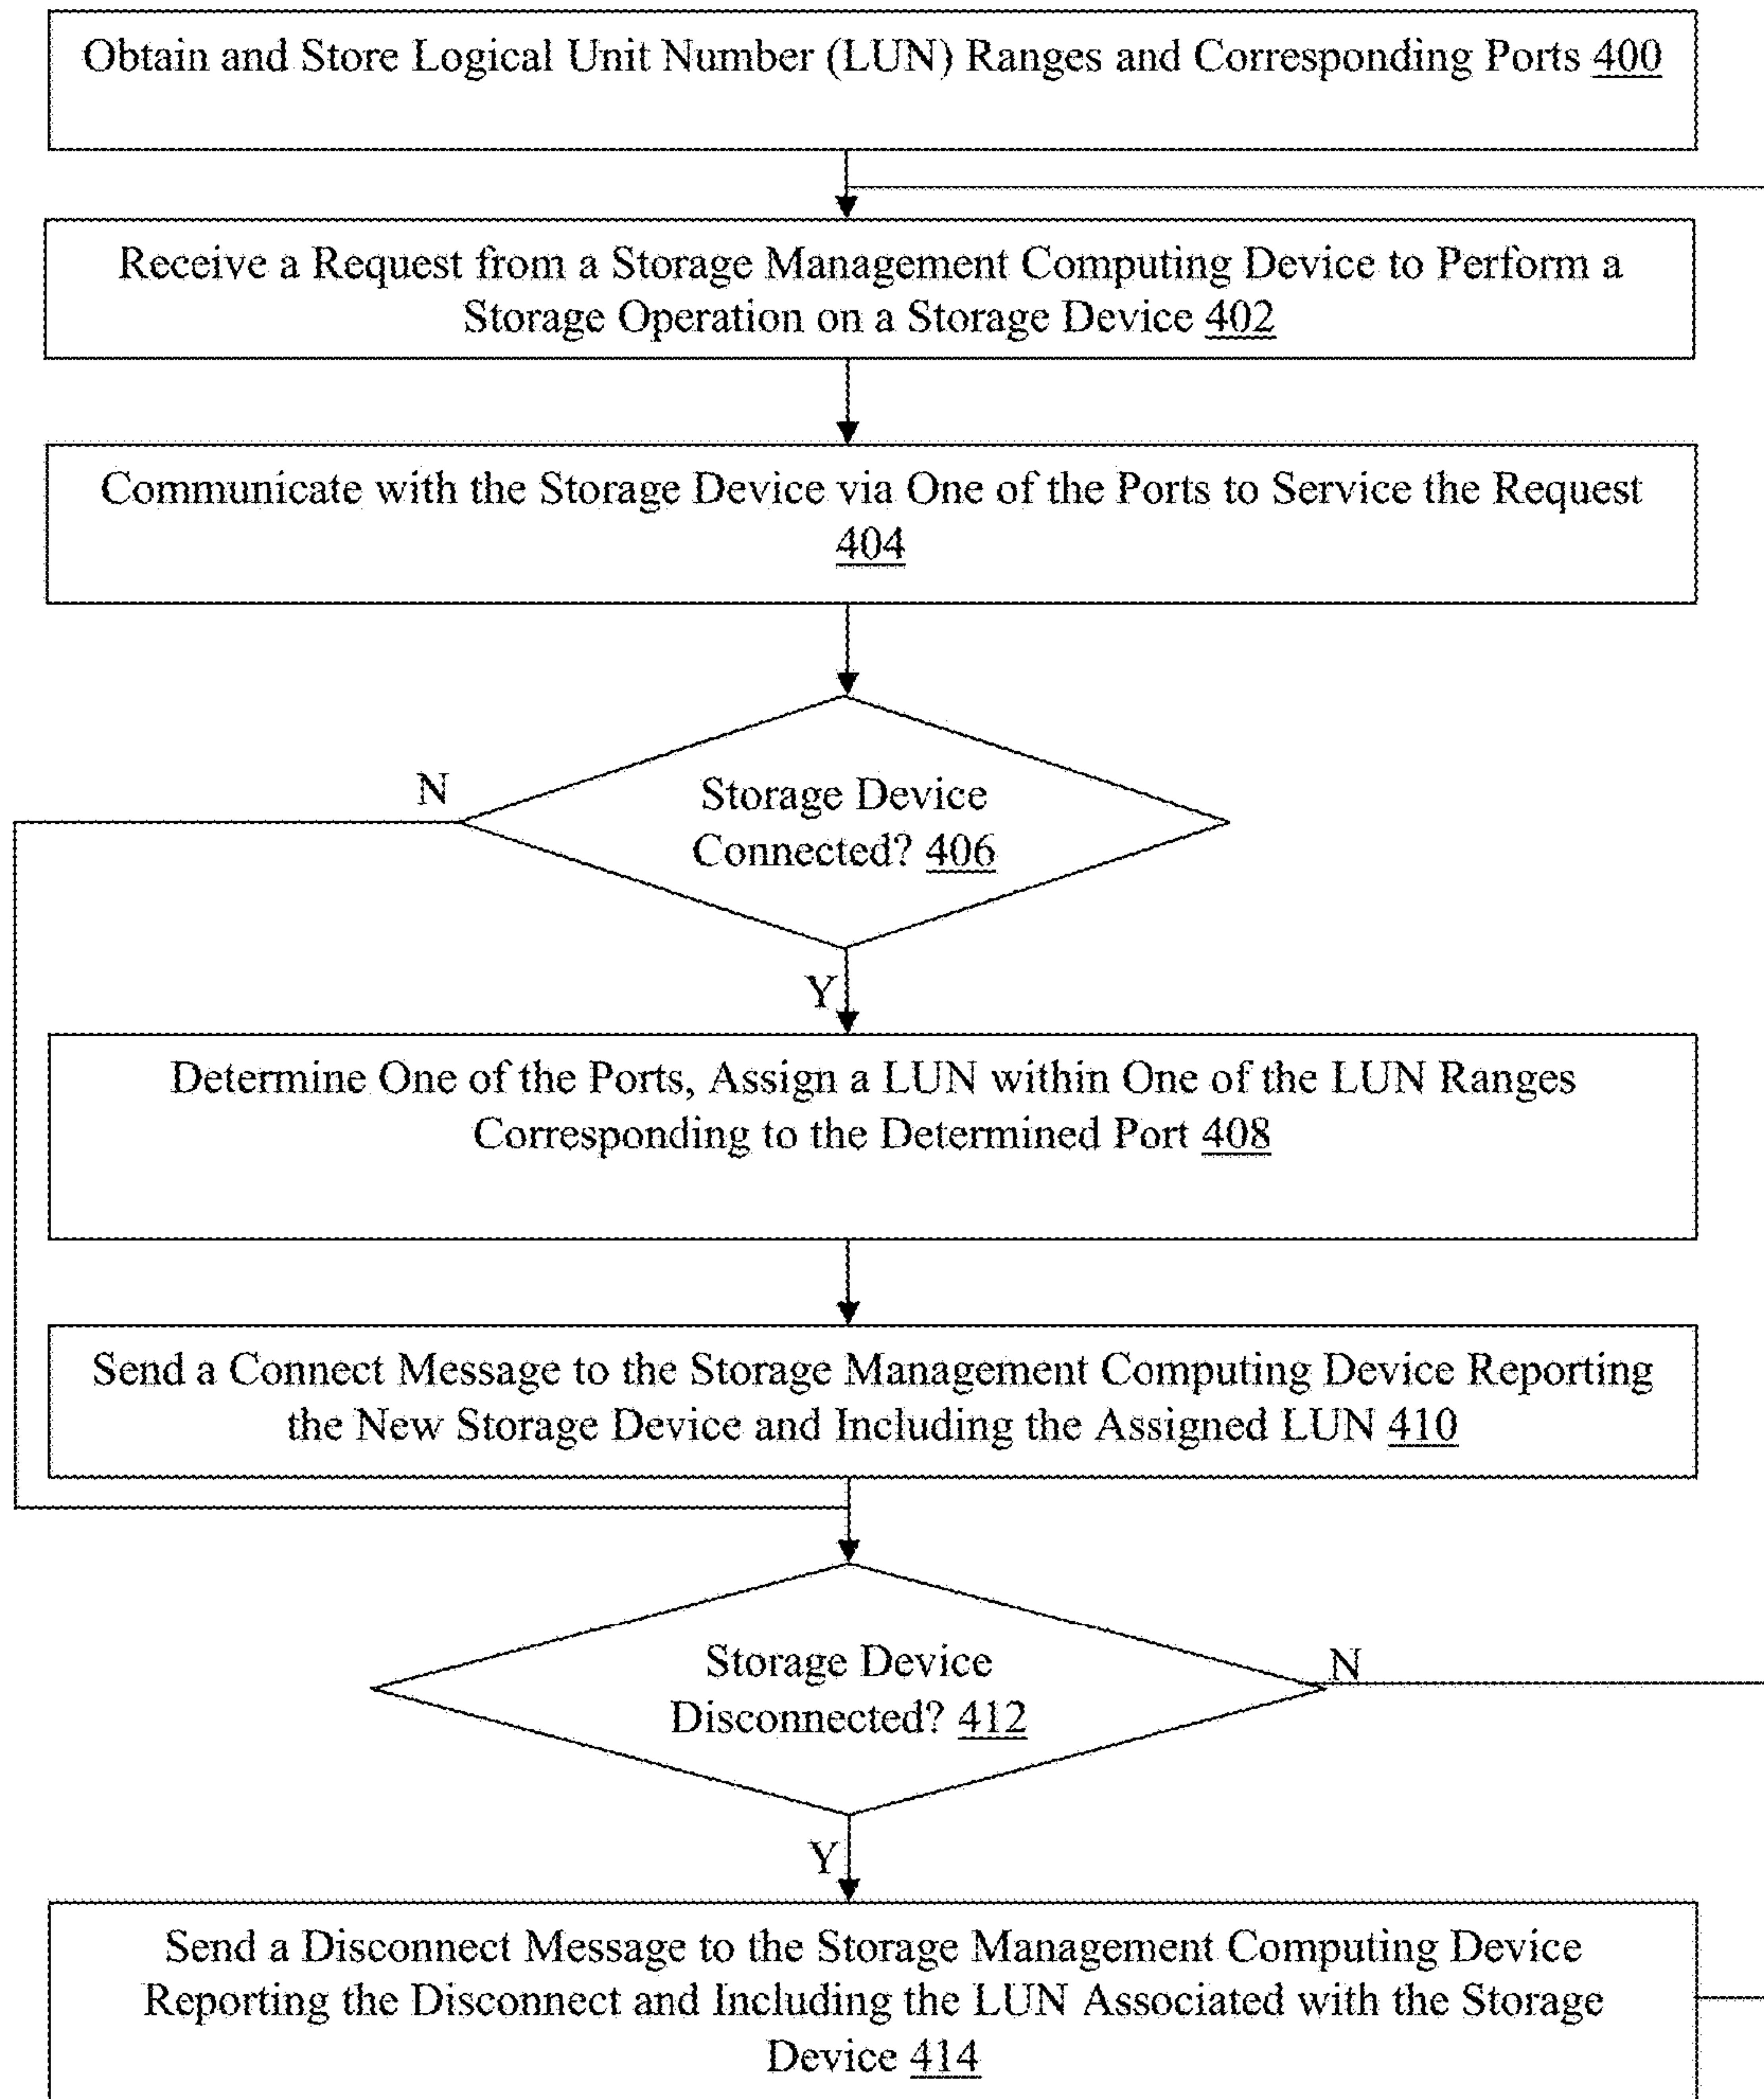 Obtain and Store Logical Unit Number (LUN) Ranges and Corresponding Ports 400
Receive a Request from a Storage Management Computing Device to Perform a
Storage Operation on a Storage Device 402
Communicate with the Storage Device via One of the Ports to Service the Request
404
N
Storage Device
Connected? 406
Y
Determine One of the Ports, Assign a LUN within One of the LUN Ranges
Corresponding to the Determined Port 408
Send a Connect Message to the Storage Management Computing Device Reporting
the New Storage Device and Including the Assigned LUN 410
Storage Device
Disconnected? 412
N
Y
Send a Disconnect Message to the Storage Management Computing Device
Reporting the Disconnect and Including the LUN Associated with the Storage
Device 414